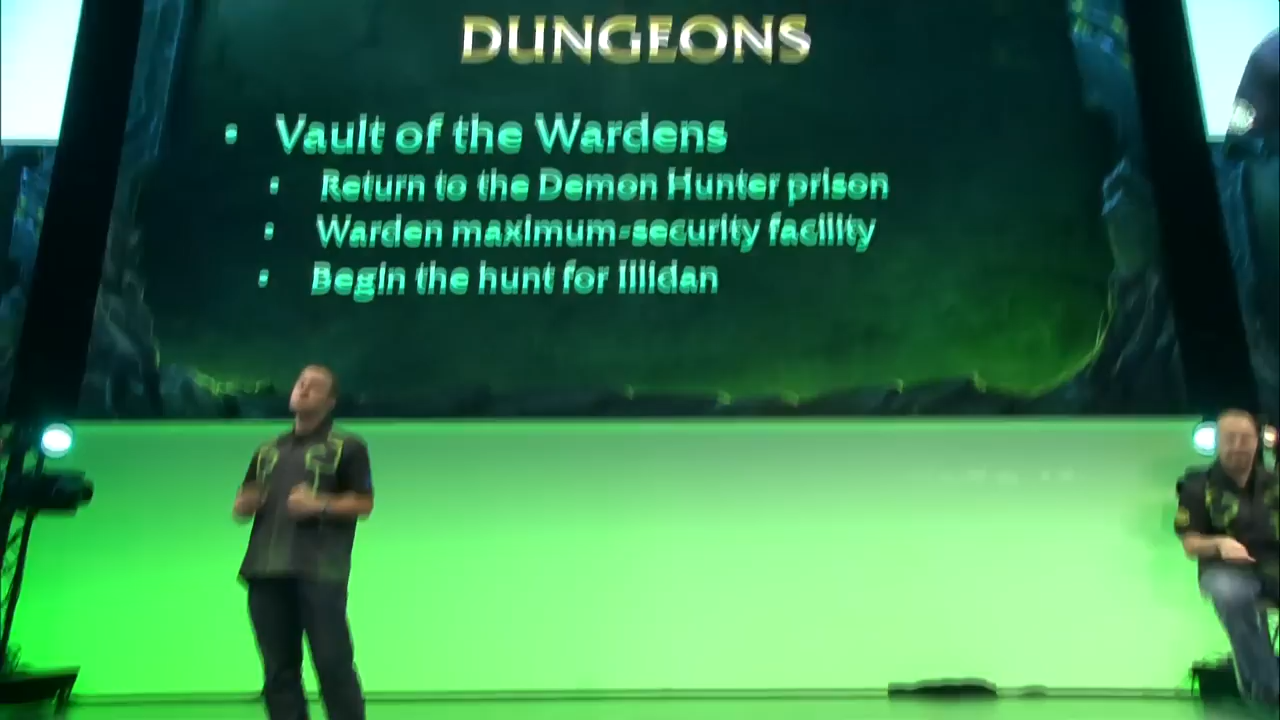 DUNGEONS
Vault of the Wardens
Return to the Demon Hunter prison
Warden maximum-security facility
Begin the hunt for Illidan